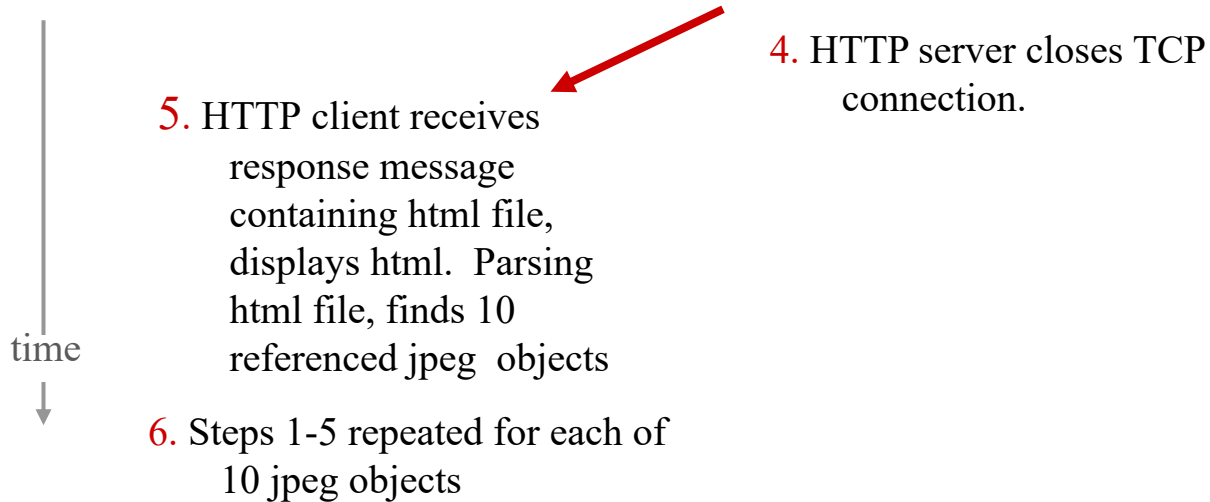 4. HTTP server closes TCP
connection.
5. HTTP client receives
response message
containing html file,
displays html.  Parsing
html file, finds 10
referenced jpeg  objects
time
6. Steps 1-5 repeated for each of
10 jpeg objects